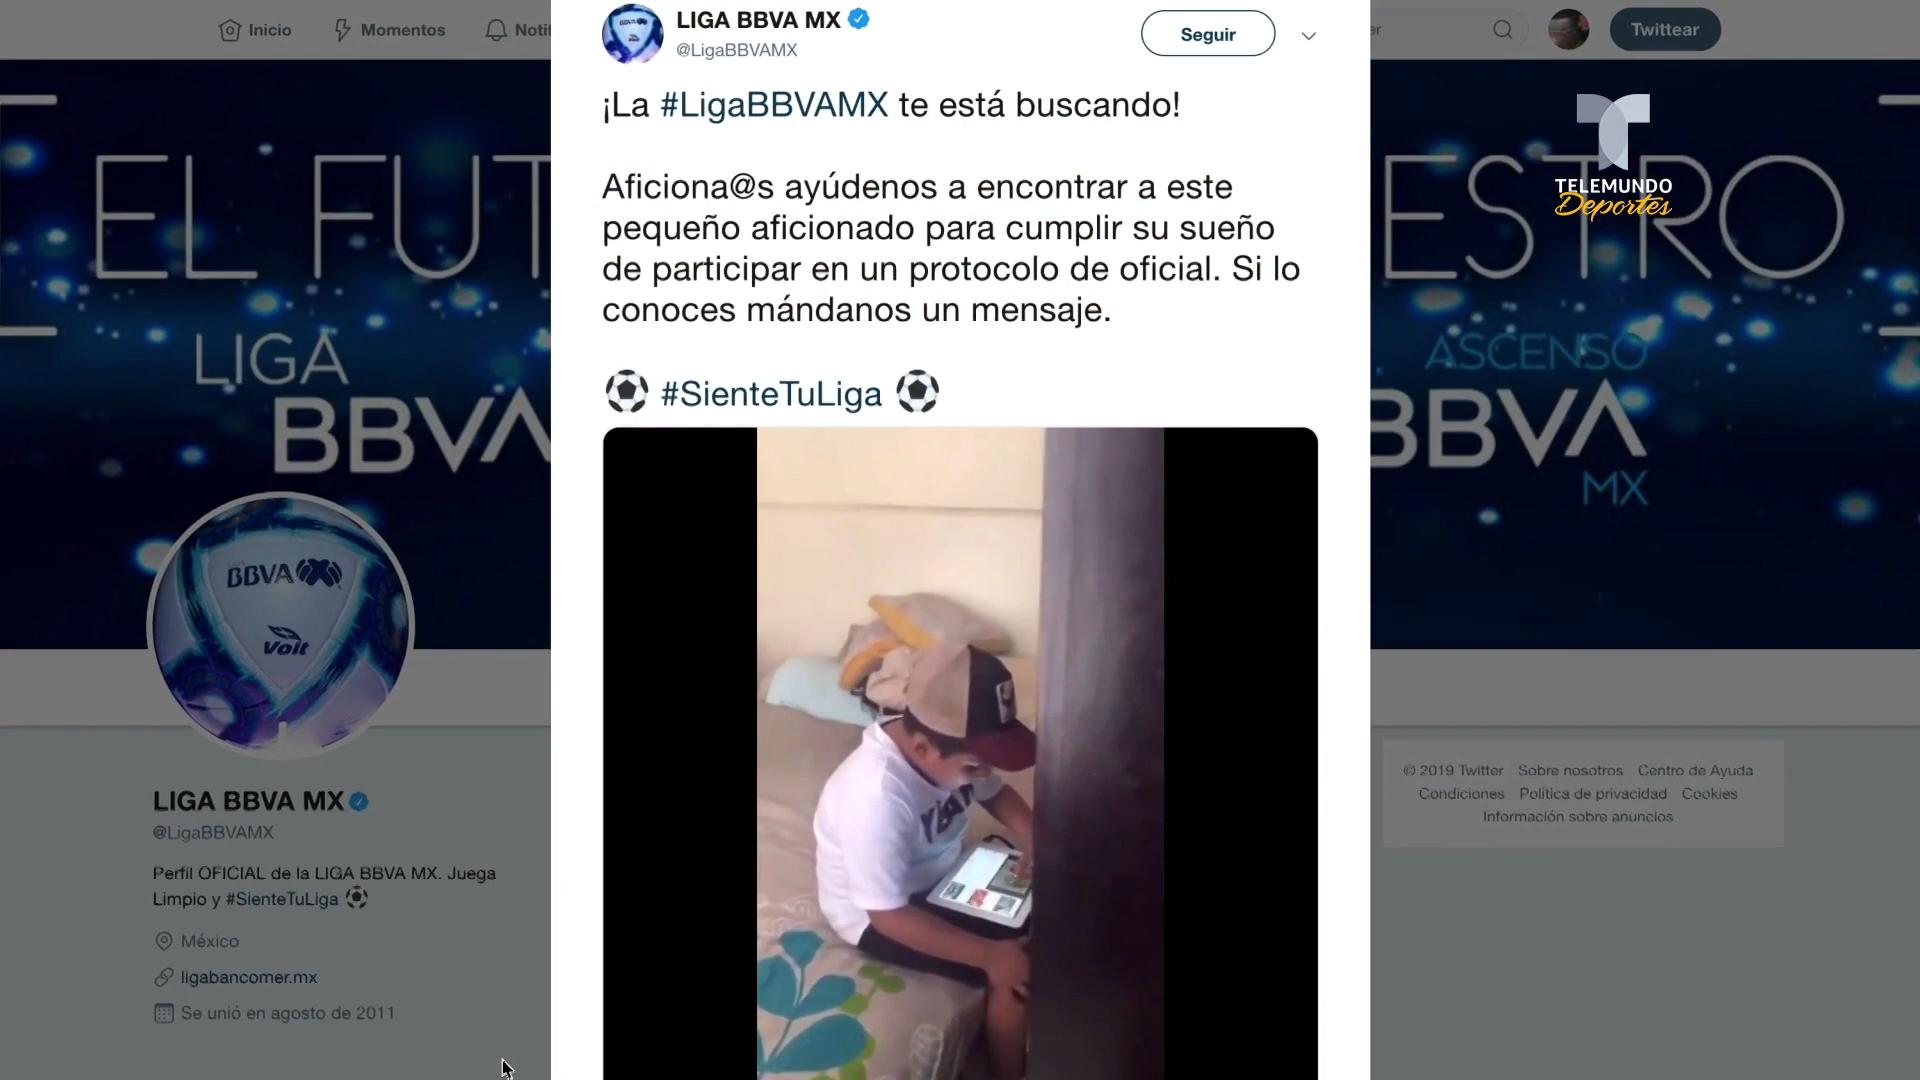 Inicio
Momentos
Notif
er
Twittear
LIGA BBVA MX
@LigaBBVAMX
Seguir
¡La #LigaBBVAMX te está buscando!
Aficiona@s ayúdenos a encontrar a este
pequeño aficionado para cumplir su sueño
de participar en un protocolo de oficial. Si lo
conoces mándanos un mensaje.
#SienteTuLiga
EL FUT
ESTRO
LIGA
BBVA
ASCENSO
BBVA
MX
TELEMUNDO
Deportes
BBVA
Voit
LIGA BBVA MX
@LigaBBVAMX
Perfil OFICIAL de la LIGA BBVA MX. Juega
Limpio y #SienteTuLiga
México
ligabancomer.mx
Se unió en agosto de 2011
© 2019 Twitter Sobre nosotros Centro de Ayuda
Condiciones Política de privacidad Cookies
Información sobre anuncios